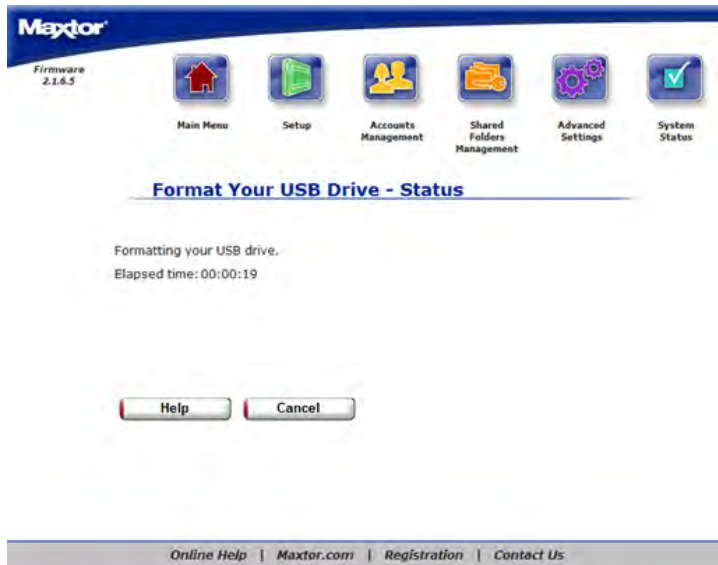 Maxtor
Firmware
2.1.6.5
Main Menu
Setup
Accounts
Management
Shared
Folders
Management
Advanced
Settings
System
Status
Format Your USB Drive - Status
Formatting your USB drive.
Elapsed time: 00:00:19
Help
Cancel
Online Help | Maxtor.com | Registration | Contact Us